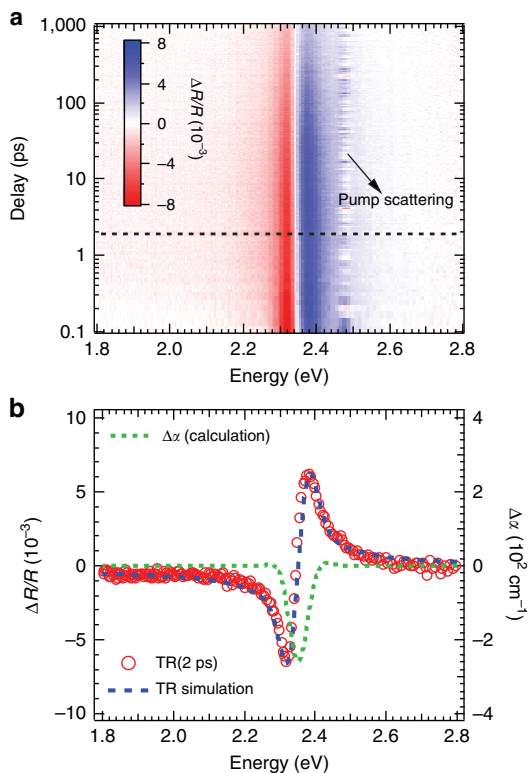 a
1,000
100
10
1
0.1
Delay (ps)
8
4
0
−4
−8
ΔR/R (10⁻³)
Pump scattering
1.8 2.0 2.2 2.4 2.6 2.8
Energy (eV)
b
10
5
0
−5
−10
ΔR/R (10⁻³)
Δα (calculation)
TR(2 ps)
TR simulation
4
2
0
−2
−4
Δα (10² cm⁻¹)
1.8 2.0 2.2 2.4 2.6 2.8
Energy (eV)